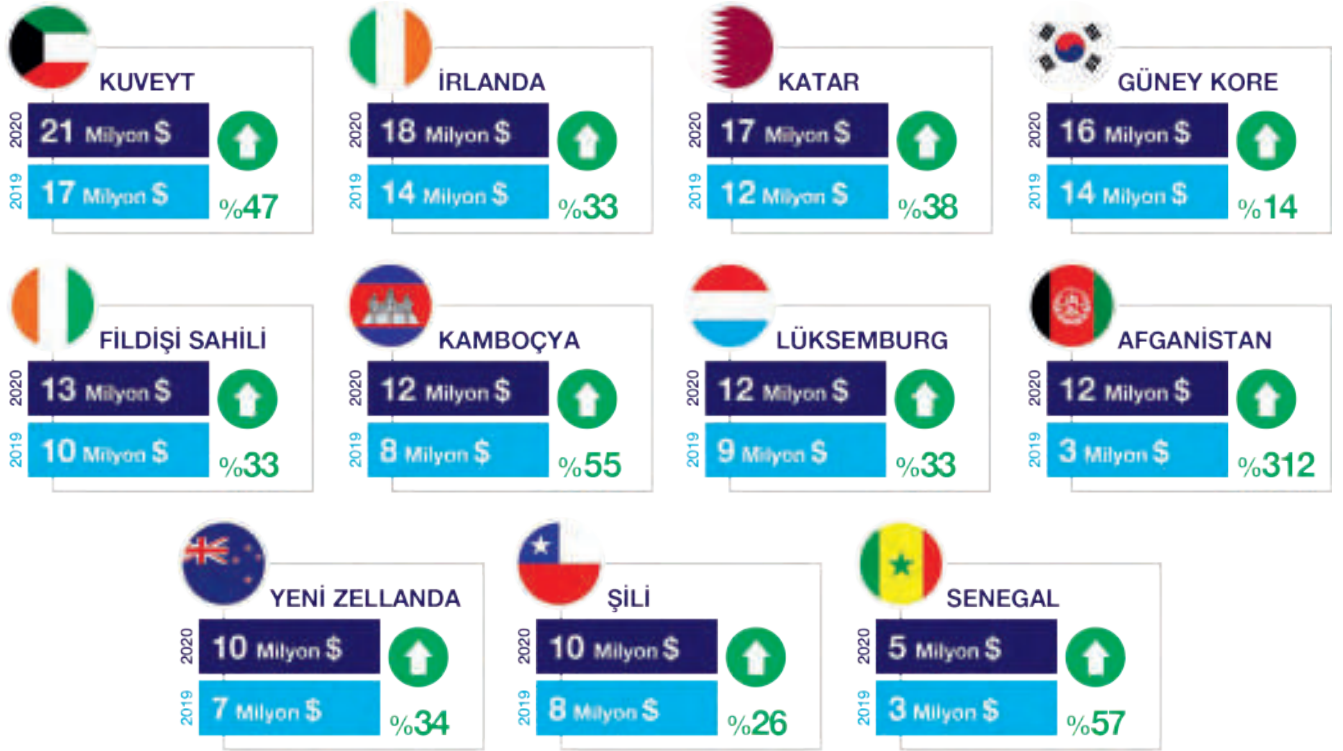 KUVEYT
2020 21 Milyon $
2019 17 Milyon $
%47
İRLANDA
2020 18 Milyon $
2019 14 Milyon $
%33
KATAR
2020 17 Milyon $
2019 12 Milyon $
%38
GÜNEY KORE
2020 16 Milyon $
2019 14 Milyon $
%14
FİLDİŞİ SAHİLİ
2020 13 Milyon $
2019 10 Milyon $
%33
KAMBOÇYA
2020 12 Milyon $
2019 8 Milyon $
%55
LÜKSEMBURG
2020 12 Milyon $
2019 9 Milyon $
%33
AFGANİSTAN
2020 12 Milyon $
2019 3 Milyon $
%312
YENİ ZELLANDA
2020 10 Milyon $
2019 7 Milyon $
%34
ŞİLİ
2020 10 Milyon $
2019 8 Milyon $
%26
SENEGAL
2020 5 Milyon $
2019 3 Milyon $
%57